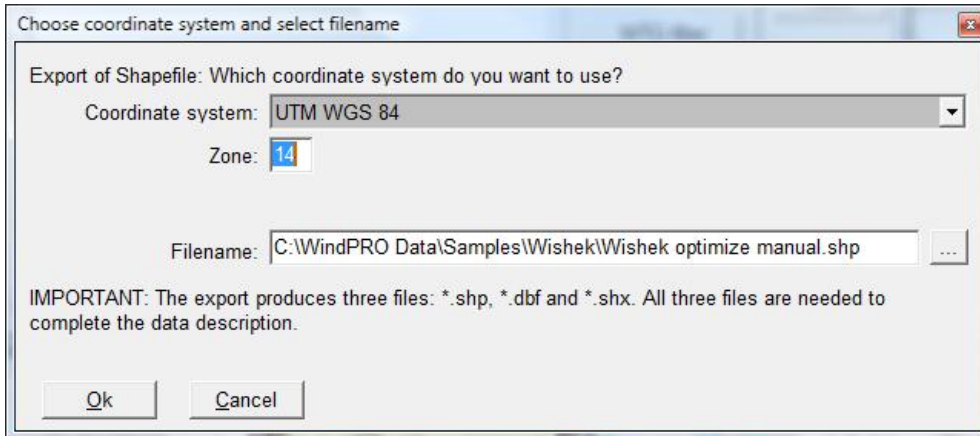 Choose coordinate system and select filename
Export of Shapefile: Which coordinate system do you want to use?
Coordinate system: UTM WGS 84
Zone: 14
Filename: C:\WindPRO Data\Samples\Wishek\Wishek optimize manual.shp ...
IMPORTANT: The export produces three files: *.shp, *.dbf and *.shx. All three files are needed to
complete the data description.
Ok Cancel